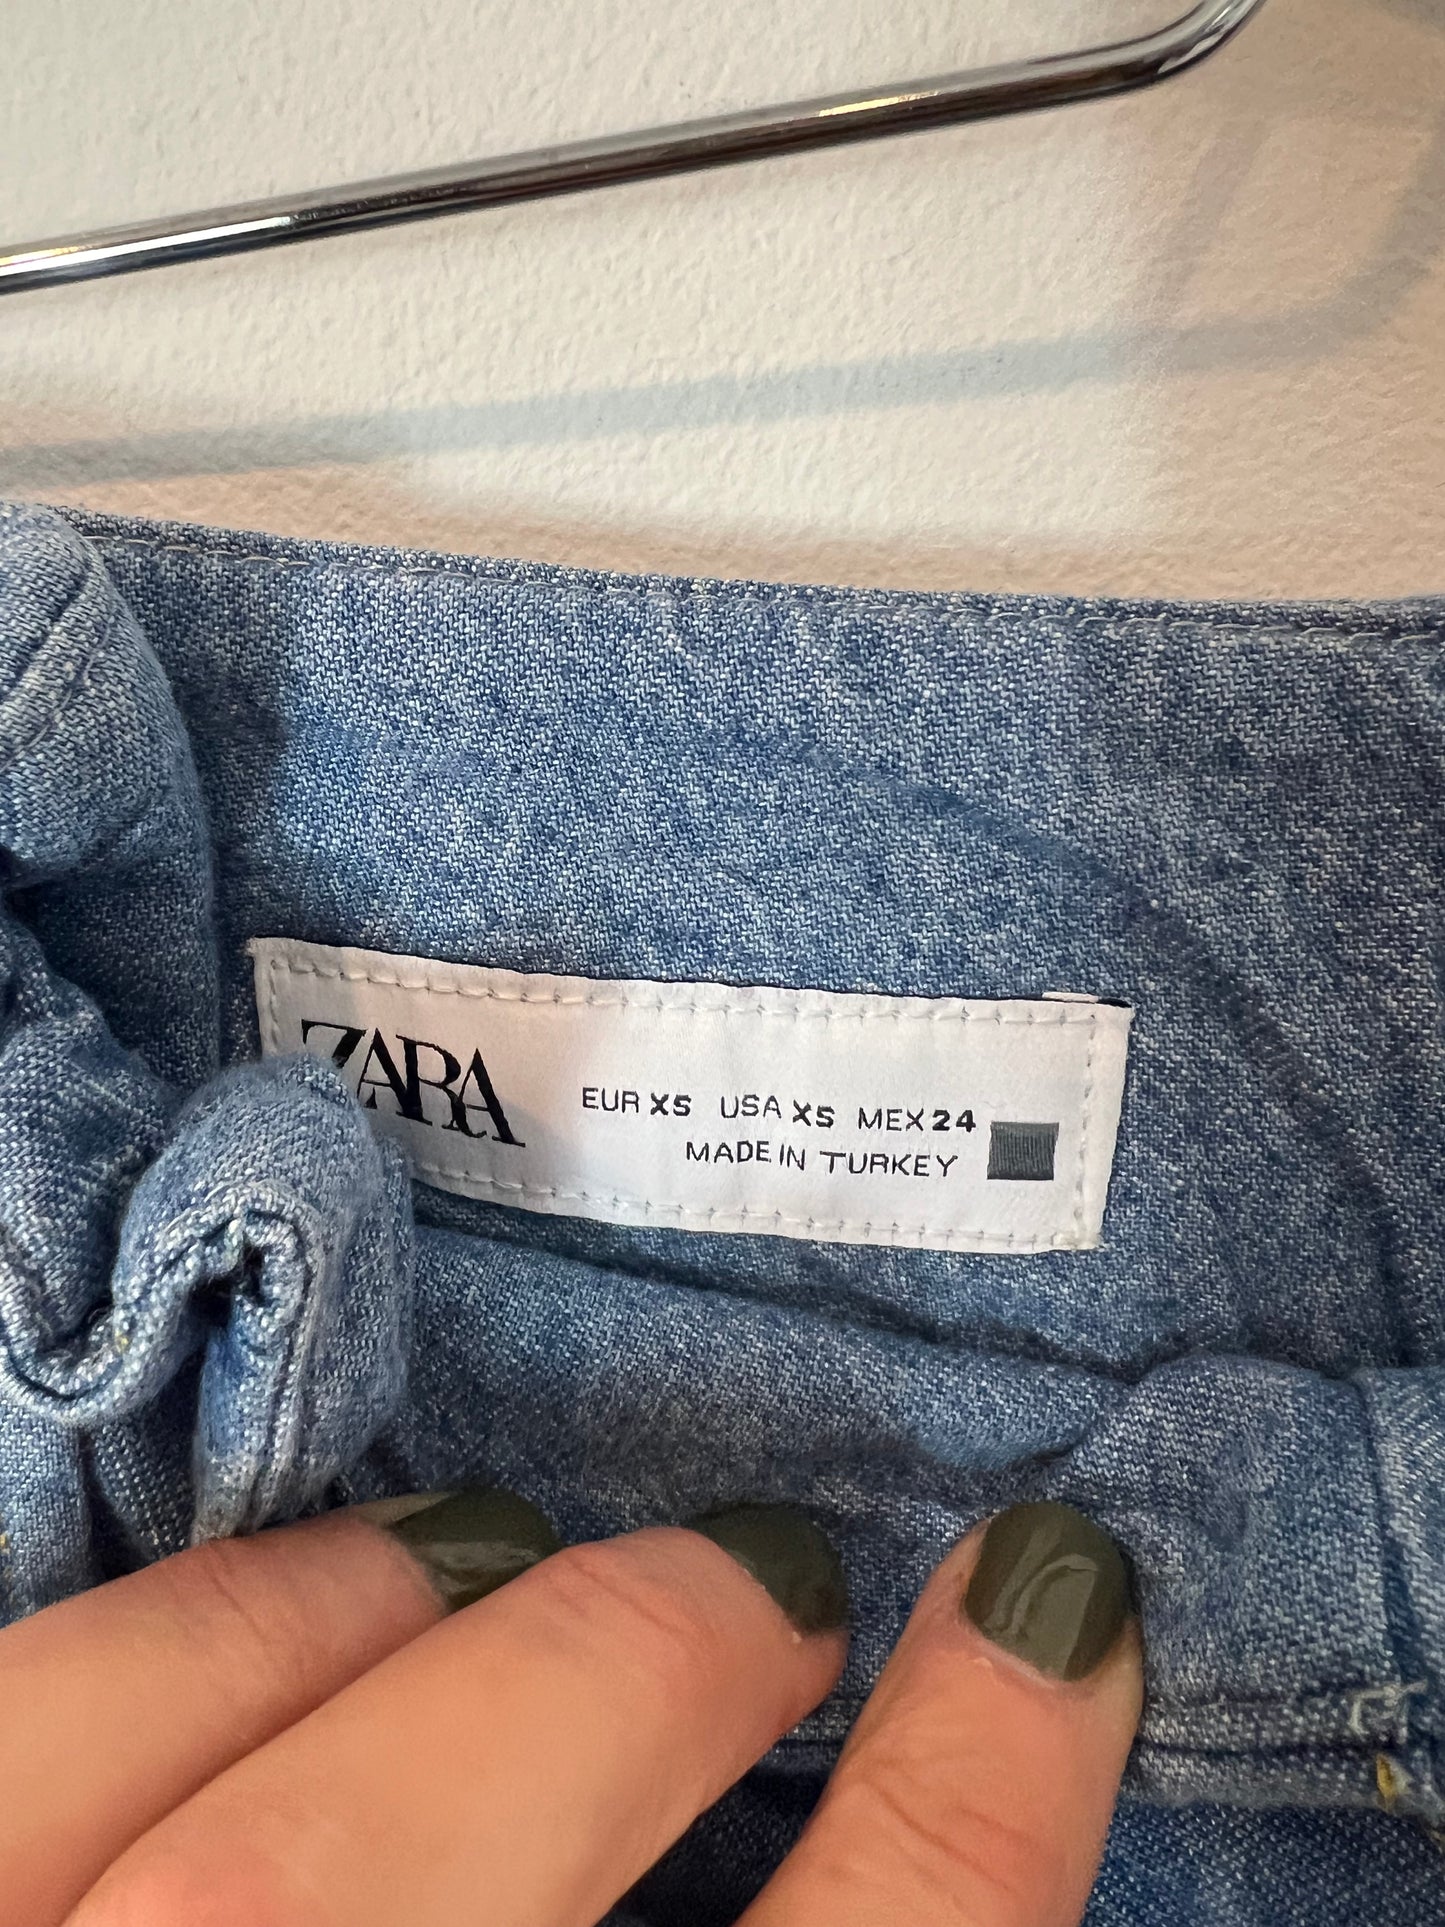 ZARA
EUR XS USA XS MEX 24
MADE IN TURKEY